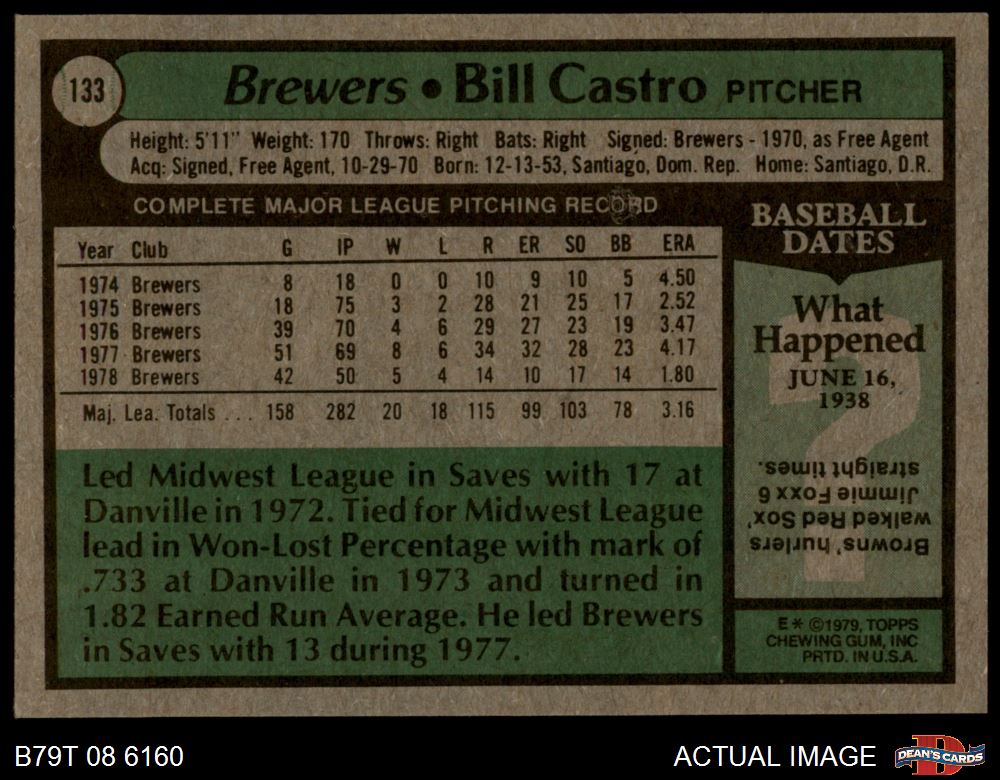 133
Brewers • Bill Castro PITCHER
Height: 5'11" Weight: 170 Throws: Right Bats: Right Signed: Brewers - 1970, as Free Agent
Acq: Signed, Free Agent, 10-29-70 Born: 12-13-53, Santiago, Dom. Rep. Home: Santiago, D.R.
COMPLETE MAJOR LEAGUE PITCHING RECORD
Year Club G IP W L R ER SO BB ERA
1974 Brewers 8 18 0 0 10 9 10 5 4.50
1975 Brewers 18 75 3 2 28 21 25 17 2.52
1976 Brewers 39 70 4 6 29 27 23 19 3.47
1977 Brewers 51 69 8 6 34 32 28 23 4.17
1978 Brewers 42 50 5 4 14 10 17 14 1.80
Maj. Lea. Totals . . . 158 282 20 18 115 99 103 78 3.16
Led Midwest League in Saves with 17 at
Danville in 1972. Tied for Midwest League
lead in Won-Lost Percentage with mark of
.733 at Danville in 1973 and turned in
1.82 Earned Run Average. He led Brewers
in Saves with 13 during 1977.
BASEBALL
DATES
What
Happened
JUNE 16,
1938
?
Browns' hurlers
walked Red Sox'
Jimmie Foxx 6
straight times.
E * ©1979, TOPPS
CHEWING GUM, INC
PRTD. IN U.S.A.
B79T 08 6160
ACTUAL IMAGE
D
DEAN'S CARDS